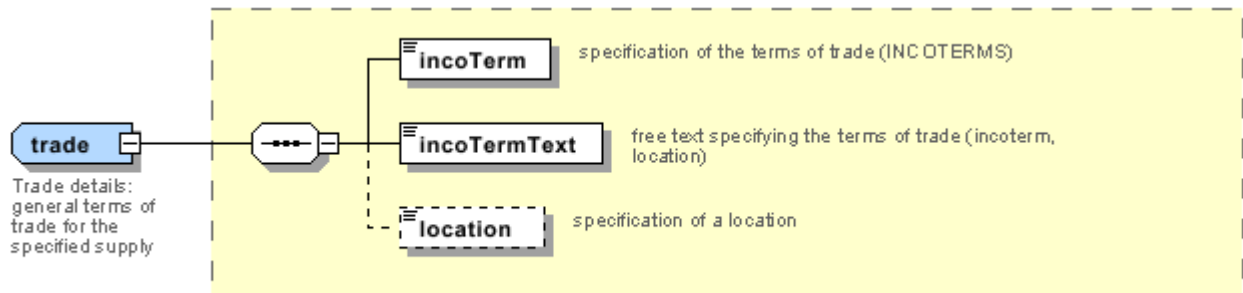 incoTerm
specification of the terms of trade (INCOTERMS)
trade
incoTermText
free text specifying the terms of trade (incoterm,
location)
Trade details:
general terms of
trade for the
specified supply
location
specification of a location